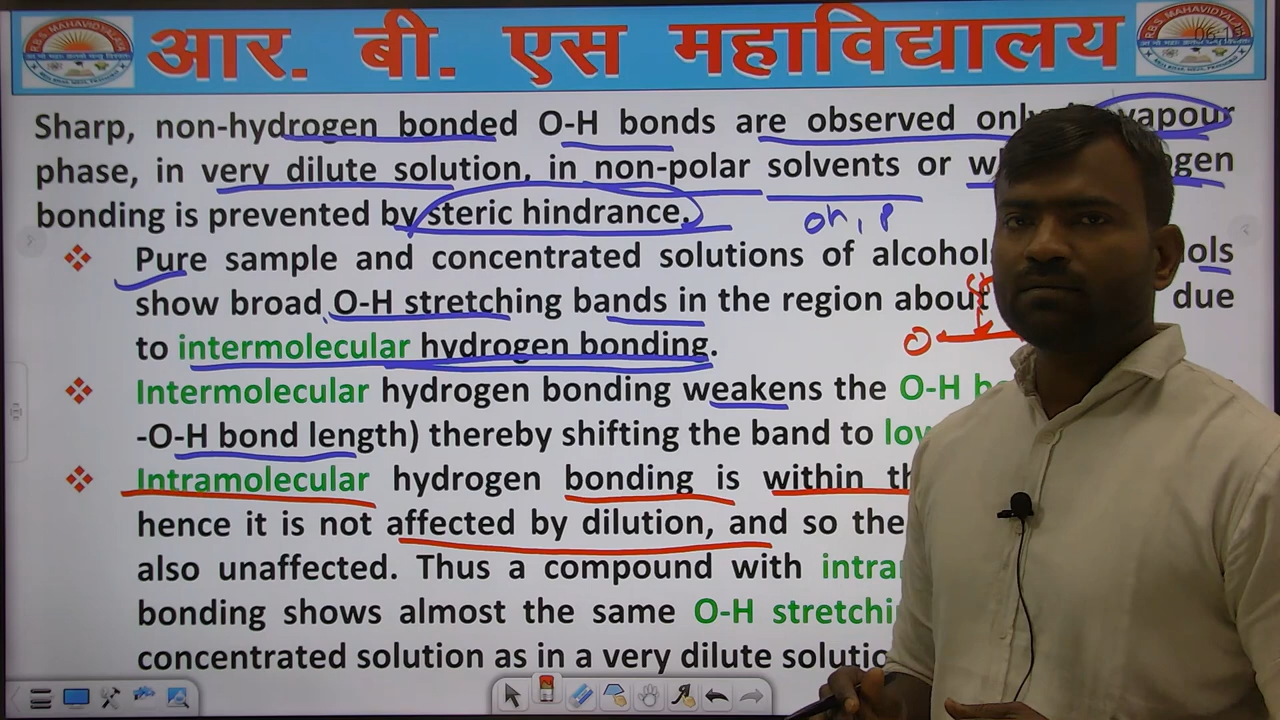 आर. बी. एस महाविद्यालय
Sharp, non-hydrogen bonded O-H bonds are observed only vapour
phase, in very dilute solution, in non-polar solvents or
bonding is prevented by steric hindrance.
❖ Pure sample and concentrated solutions of
show broad O-H stretching bands in the region about due
to intermolecular hydrogen bonding.
❖ Intermolecular hydrogen bonding weakens the O-H
-O-H bond length) thereby shifting the band to
❖ Intramolecular hydrogen bonding is within
hence it is not affected by dilution, and so
also unaffected. Thus a compound with
bonding shows almost the same O-H
concentrated solution as in a very dilute